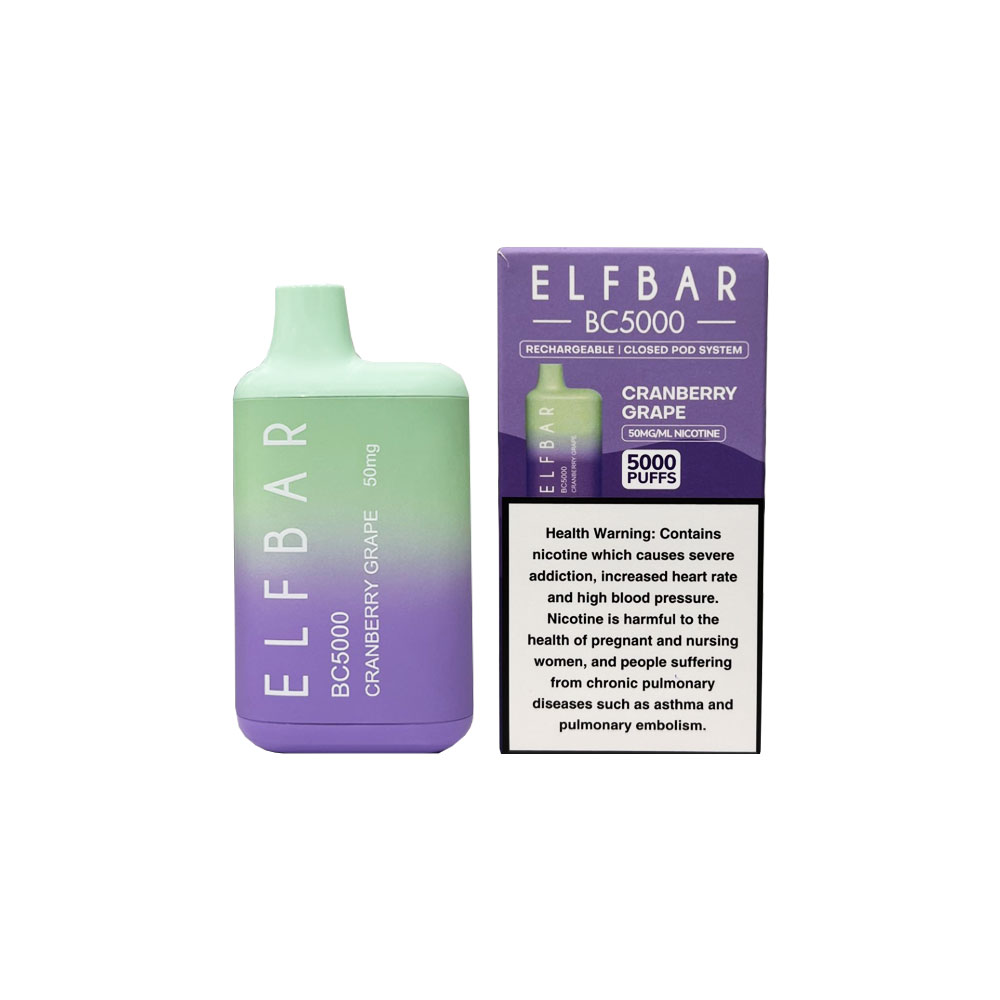 ELFBAR
BC5000
CRANBERRY GRAPE 50mg
ELFBAR
BC5000
RECHARGEABLE | CLOSED POD SYSTEM
CRANBERRY
GRAPE
50MG/ML NICOTINE
5000
PUFFS
ELFBAR
BC5000
CRANBERRY GRAPE
Health Warning: Contains
nicotine which causes severe
addiction, increased heart rate
and high blood pressure.
Nicotine is harmful to the
health of pregnant and nursing
women, and people suffering
from chronic pulmonary
diseases such as asthma and
pulmonary embolism.